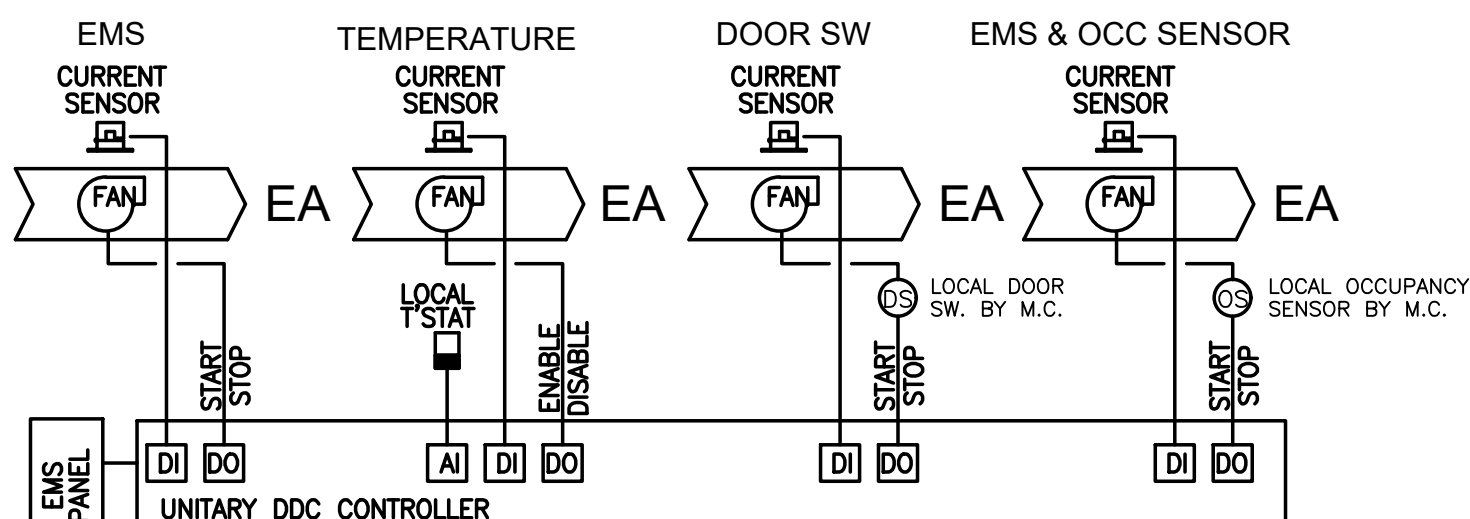 EMS
TEMPERATURE
DOOR SW
EMS & OCC SENSOR
CURRENT
SENSOR
CURRENT
SENSOR
CURRENT
SENSOR
CURRENT
SENSOR
FAN
EA
FAN
EA
FAN
EA
FAN
EA
START
STOP
LOCAL
T'STAT
ENABLE
DISABLE
DS
LOCAL DOOR
SW. BY M.C.
START
STOP
OS
LOCAL OCCUPANCY
SENSOR BY M.C.
START
STOP
EMS
PANEL
DI
DO
AI
DI
DO
DI
DO
DI
DO
UNITARY DDC CONTROLLER